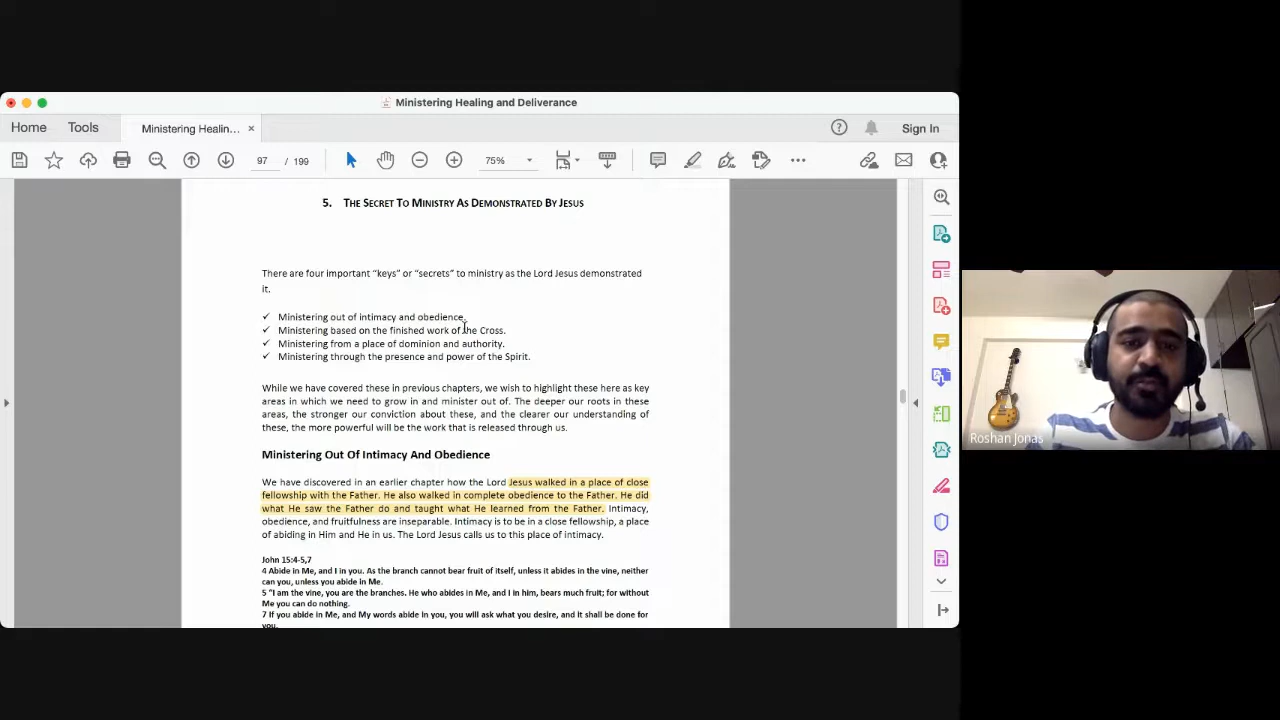 Ministering Healing and Deliverance
Home Tools Ministering Healin... × Sign In
97 / 199 75%
5. THE SECRET TO MINISTRY AS DEMONSTRATED BY JESUS
There are four important “keys” or “secrets” to ministry as the Lord Jesus demonstrated
it.
✓ Ministering out of intimacy and obedience.
✓ Ministering based on the finished work of the Cross.
✓ Ministering from a place of dominion and authority.
✓ Ministering through the presence and power of the Spirit.
While we have covered these in previous chapters, we wish to highlight these here as key
areas in which we need to grow in and minister out of. The deeper our roots in these
areas, the stronger our conviction about these, and the clearer our understanding of
these, the more powerful will be the work that is released through us.
Ministering Out Of Intimacy And Obedience
We have discovered in an earlier chapter how the Lord Jesus walked in a place of close
fellowship with the Father. He also walked in complete obedience to the Father. He did
what He saw the Father do and taught what He learned from the Father. Intimacy,
obedience, and fruitfulness are inseparable. Intimacy is to be in a close fellowship, a place
of abiding in Him and He in us. The Lord Jesus calls us to this place of intimacy.
John 15:4-5,7
4 Abide in Me, and I in you. As the branch cannot bear fruit of itself, unless it abides in the vine, neither
can you, unless you abide in Me.
5 “I am the vine, you are the branches. He who abides in Me, and I in him, bears much fruit; for without
Me you can do nothing.
7 If you abide in Me, and My words abide in you, you will ask what you desire, and it shall be done for
you.
Roshan Jonas